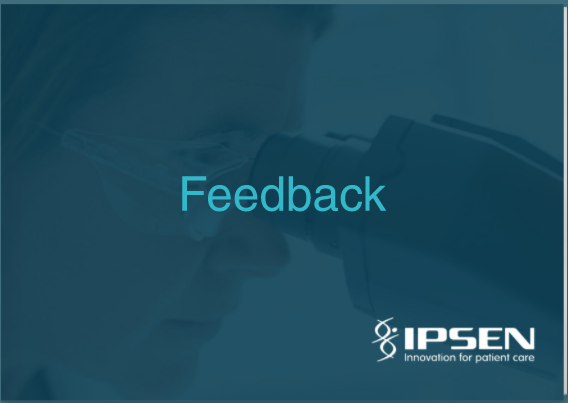 Feedback
IPSEN
Innovation for patient care